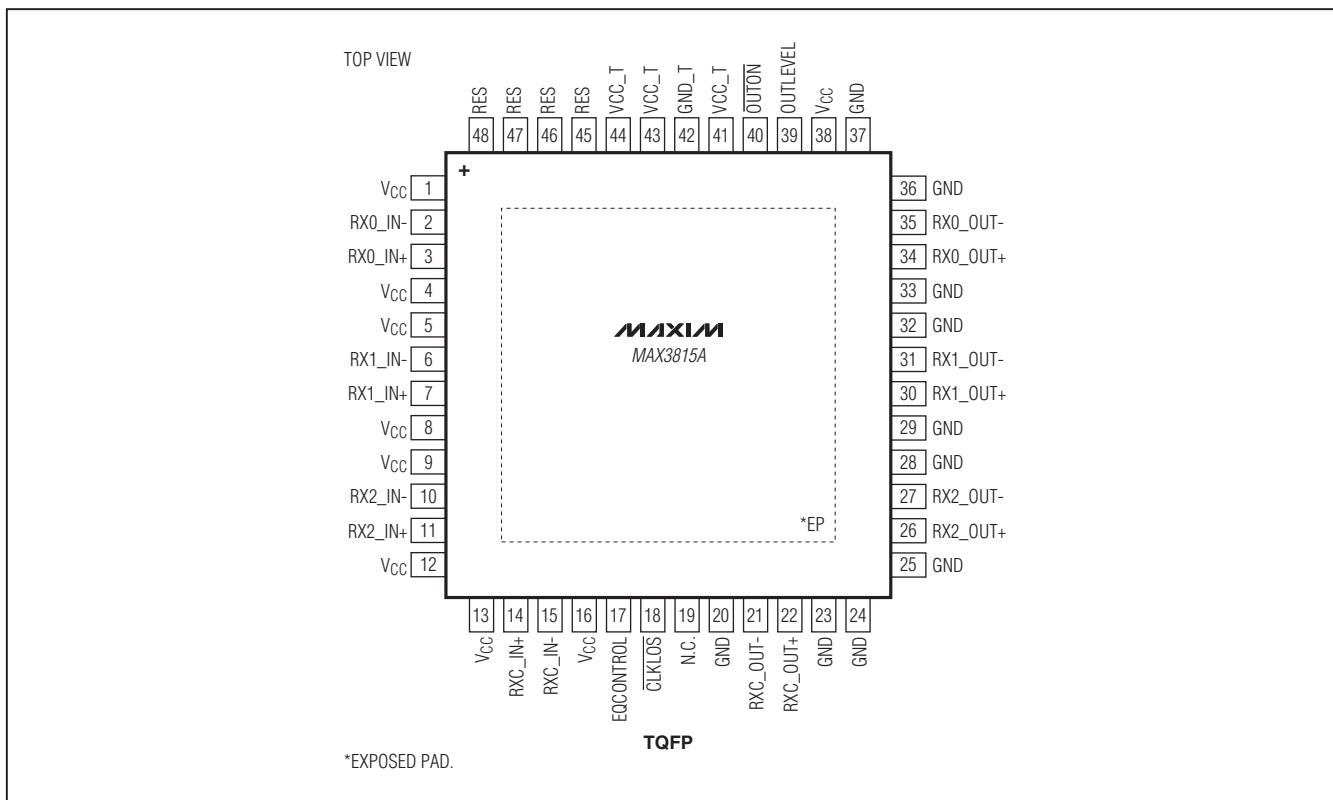 TOP VIEW
RES
RES
RES
RES
VCC_T
VCC_T
GND_T
VCC_T
OUTON
OUTLEVEL
VCC
GND
48 47 46 45 44 43 42 41 40 39 38 37
+
VCC 1
RX0_IN- 2
RX0_IN+ 3
VCC 4
VCC 5
RX1_IN- 6
RX1_IN+ 7
VCC 8
VCC 9
RX2_IN- 10
RX2_IN+ 11
VCC 12
MAXIM
MAX3815A
*EP
36 GND
35 RX0_OUT-
34 RX0_OUT+
33 GND
32 GND
31 RX1_OUT-
30 RX1_OUT+
29 GND
28 GND
27 RX2_OUT-
26 RX2_OUT+
25 GND
13 14 15 16 17 18 19 20 21 22 23 24
VCC
RXC_IN+
RXC_IN-
VCC
EQCONTROL
CLKLOS
N.C.
GND
RXC_OUT-
RXC_OUT+
GND
GND
TQFP
*EXPOSED PAD.